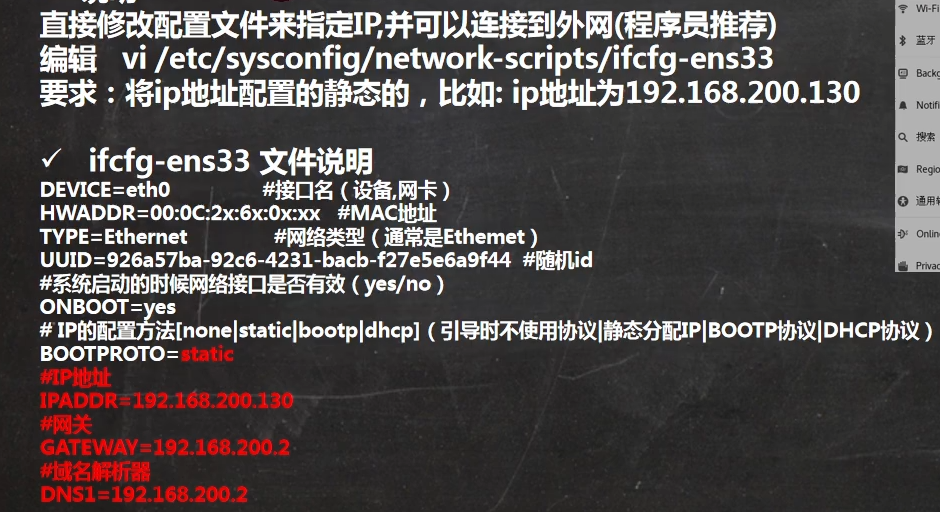 直接修改配置文件来指定IP,并可以连接到外网(程序员推荐)
编辑 vi /etc/sysconfig/network-scripts/ifcfg-ens33
要求：将ip地址配置的静态的，比如: ip地址为192.168.200.130
✓ ifcfg-ens33 文件说明
DEVICE=eth0 #接口名（设备,网卡）
HWADDR=00:0C:2x:6x:0x:xx #MAC地址
TYPE=Ethernet #网络类型（通常是Ethemet）
UUID=926a57ba-92c6-4231-bacb-f27e5e6a9f44 #随机id
#系统启动的时候网络接口是否有效（yes/no）
ONBOOT=yes
# IP的配置方法[none|static|bootp|dhcp]（引导时不使用协议|静态分配IP|BOOTP协议|DHCP协议）
BOOTPROTO=static
#IP地址
IPADDR=192.168.200.130
#网关
GATEWAY=192.168.200.2
#域名解析器
DNS1=192.168.200.2
Wi-Fi
蓝牙
Backg
Notifi
搜索
Regio
通用
Onlin
Privac